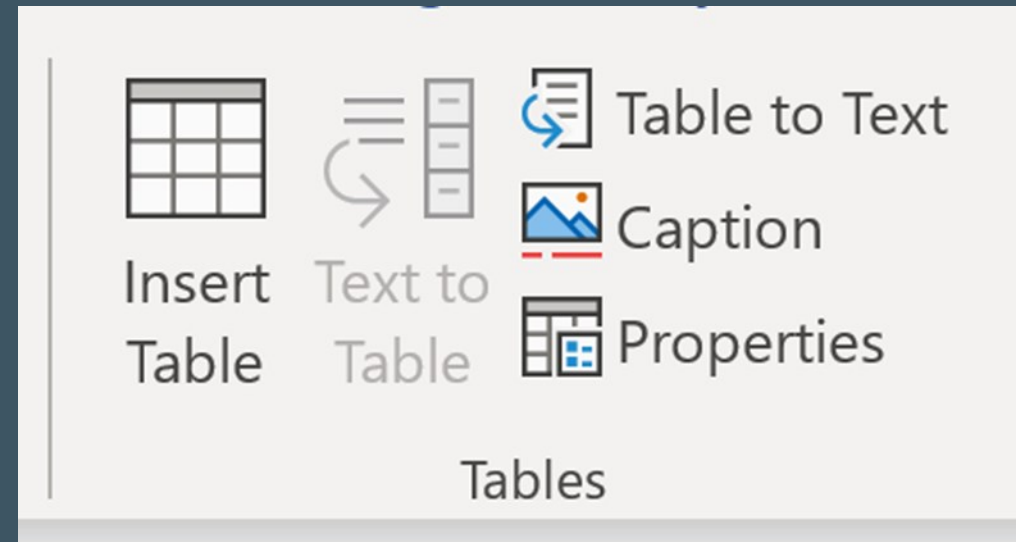 Insert
Table
Text to
Table
Table to Text
Caption
Properties
Tables